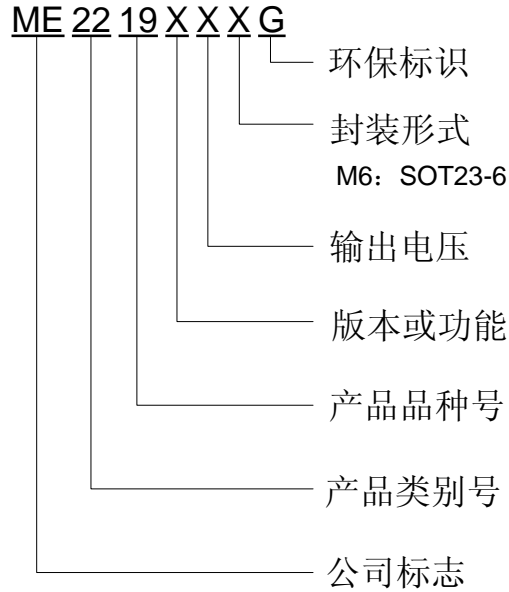 ME 22 19 X X X G
环保标识
封装形式
M6：SOT23-6
输出电压
版本或功能
产品品种号
产品类别号
公司标志